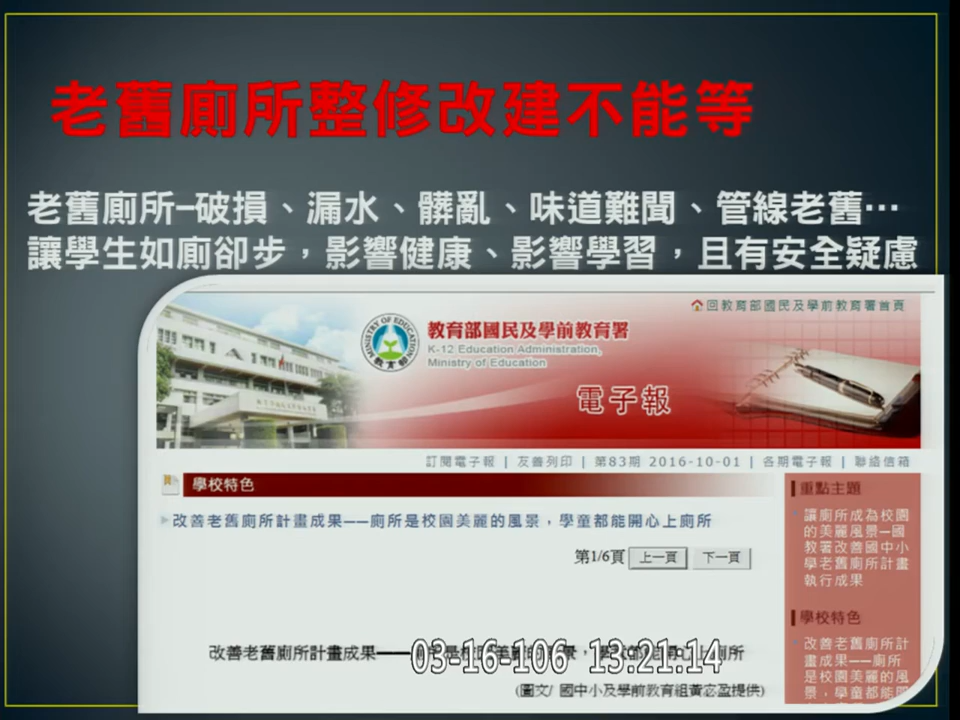 老舊廁所整修改建不能等
老舊廁所–破損、漏水、髒亂、味道難聞、管線老舊…
讓學生如廁卻步，影響健康、影響學習，且有安全疑慮
回教育部國民及學前教育署首頁
教育部國民及學前教育署
K-12 Education Administration,
Ministry of Education
MINISTRY OF EDUCATION
教育部
電子報
訂閱電子報 | 友善列印 | 第83期 2016-10-01 | 各期電子報 | 聯絡信箱
學校特色
改善老舊廁所計畫成果──廁所是校園美麗的風景，學童都能開心上廁所
第1/6頁 上一頁 下一頁
重點主題
讓廁所成為校園
的美麗風景─國
教署改善國中小
學老舊廁所計畫
執行成果
學校特色
改善老舊廁所計
畫成果──廁所
是校園美麗的風
景，學童都能開
改善老舊廁所計畫成果──
03-16-106 13:21:14
(圖文/ 國中小及學前教育組黃宓盈提供)